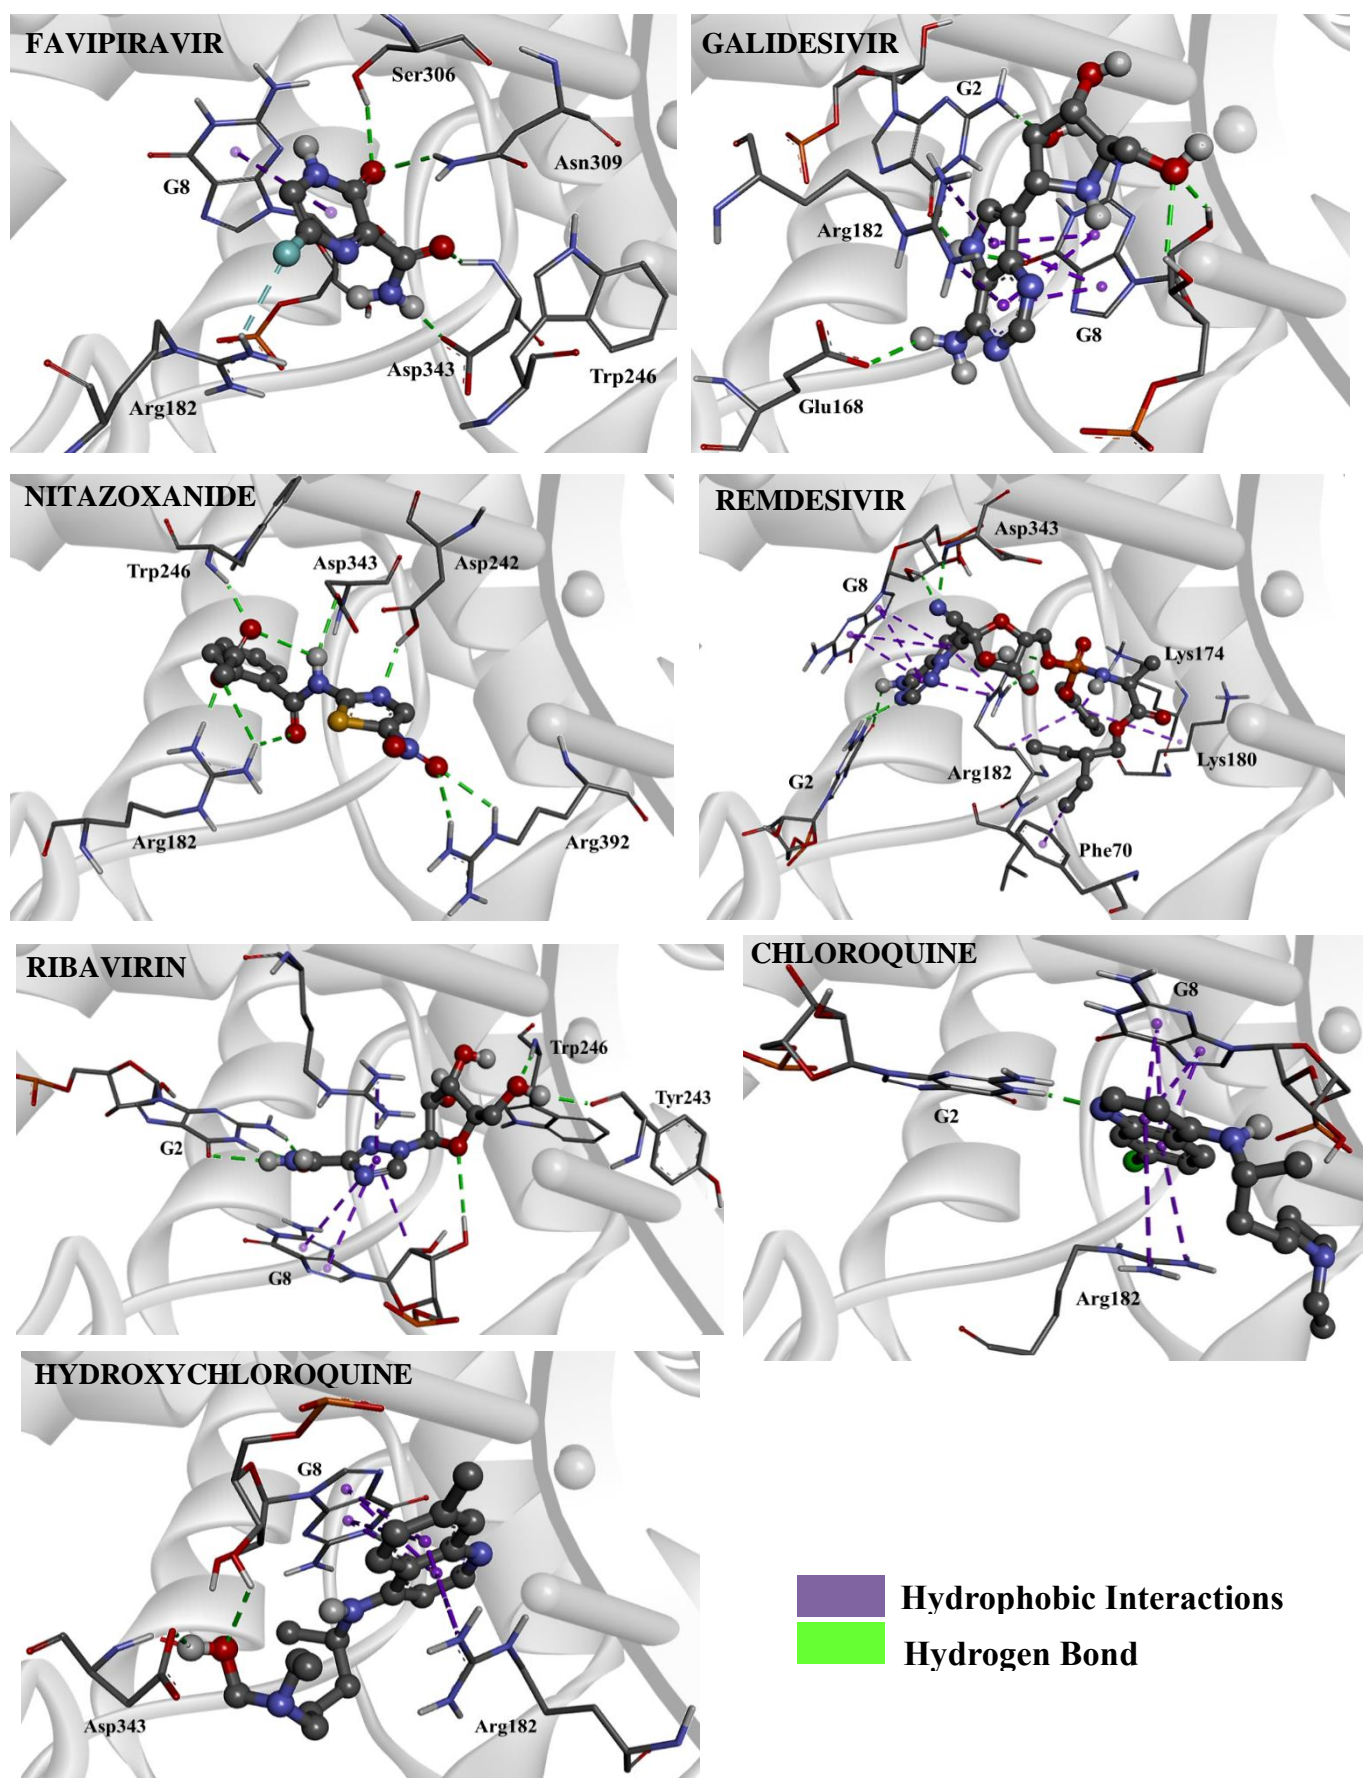 FAVIPIRAVIR
Ser306
Asn309
G8
Asp343
Trp246
Arg182
GALIDESIVIR
G2
Arg182
G8
Glu168
NITAZOXANIDE
Trp246
Asp343
Asp242
Arg182
Arg392
REMDESIVIR
Asp343
G8
Lys174
Arg182
Lys180
G2
Phe70
RIBAVIRIN
Trp246
Tyr243
G2
G8
CHLOROQUINE
G8
G2
Arg182
HYDROXYCHLOROQUINE
G8
Asp343
Arg182
Hydrophobic Interactions
Hydrogen Bond